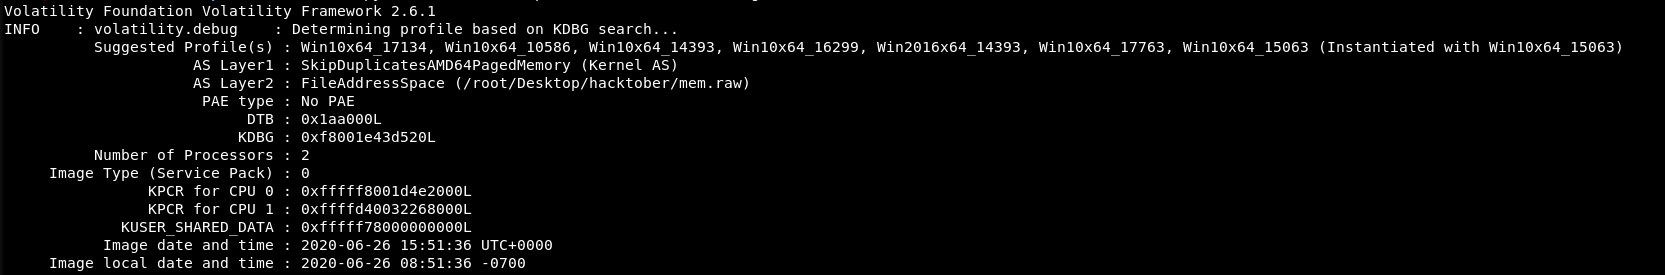 Volatility Foundation Volatility Framework 2.6.1
INFO    : volatility.debug    : Determining profile based on KDBG search...
          Suggested Profile(s) : Win10x64_17134, Win10x64_10586, Win10x64_14393, Win10x64_16299, Win2016x64_14393, Win10x64_17763, Win10x64_15063 (Instantiated with Win10x64_15063)
                     AS Layer1 : SkipDuplicatesAMD64PagedMemory (Kernel AS)
                     AS Layer2 : FileAddressSpace (/root/Desktop/hacktober/mem.raw)
                      PAE type : No PAE
                           DTB : 0x1aa000L
                          KDBG : 0xf8001e43d520L
          Number of Processors : 2
     Image Type (Service Pack) : 0
                KPCR for CPU 0 : 0xfffff8001d4e2000L
                KPCR for CPU 1 : 0xffffd40032268000L
             KUSER_SHARED_DATA : 0xfffff78000000000L
           Image date and time : 2020-06-26 15:51:36 UTC+0000
     Image local date and time : 2020-06-26 08:51:36 -0700